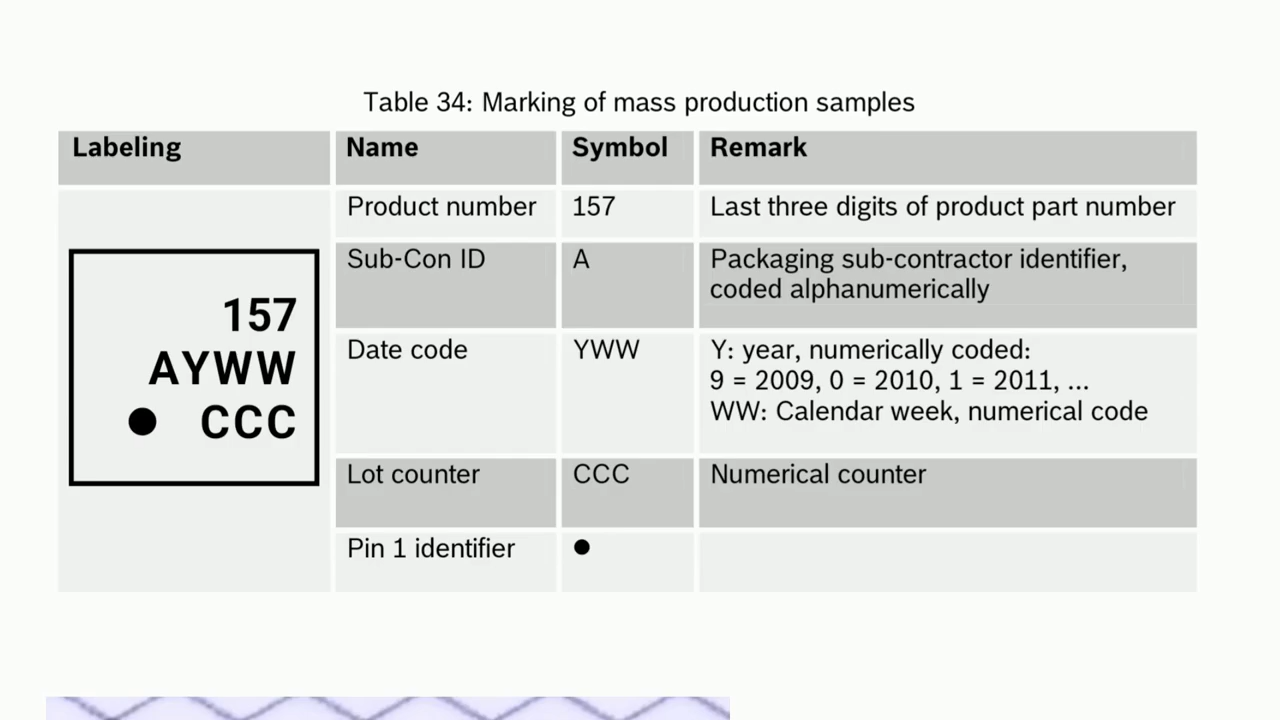 Table 34: Marking of mass production samples
Labeling Name Symbol Remark
157
AYWW
● CCC
Product number 157 Last three digits of product part number
Sub-Con ID A Packaging sub-contractor identifier,
coded alphanumerically
Date code YWW Y: year, numerically coded:
9 = 2009, 0 = 2010, 1 = 2011, ...
WW: Calendar week, numerical code
Lot counter CCC Numerical counter
Pin 1 identifier ●